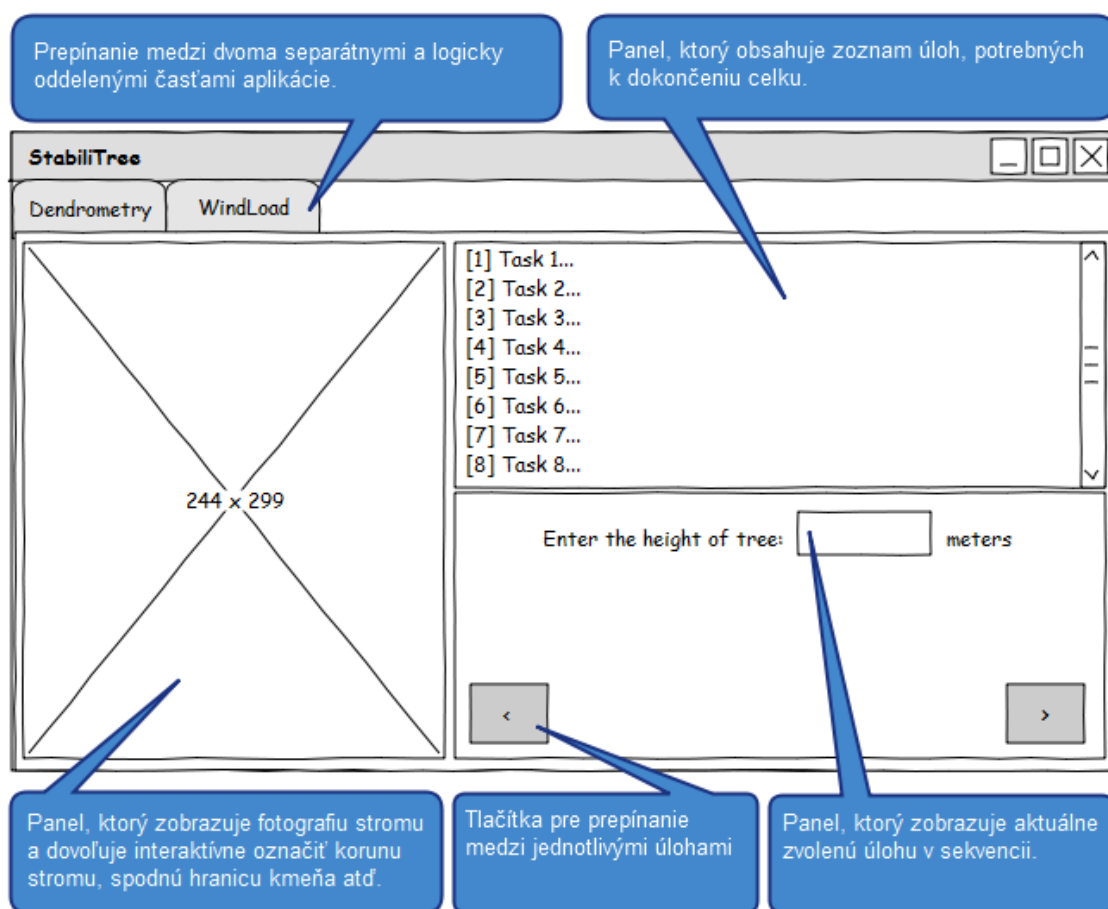 Prepínanie medzi dvoma separátnymi a logicky
oddelenými časťami aplikácie.
Panel, ktorý obsahuje zoznam úloh, potrebných
k dokončeniu celku.
StabiliTree
Dendrometry
WindLoad
[1] Task 1...
[2] Task 2...
[3] Task 3...
[4] Task 4...
[5] Task 5...
[6] Task 6...
[7] Task 7...
[8] Task 8...
244 x 299
Enter the height of tree:
meters
<
>
Panel, ktorý zobrazuje fotografiu stromu
a dovoľuje interaktívne označiť korunu
stromu, spodnú hranicu kmeňa atď.
Tlačítka pre prepínanie
medzi jednotlivými úlohami
Panel, ktorý zobrazuje aktuálne
zvolenú úlohu v sekvencii.